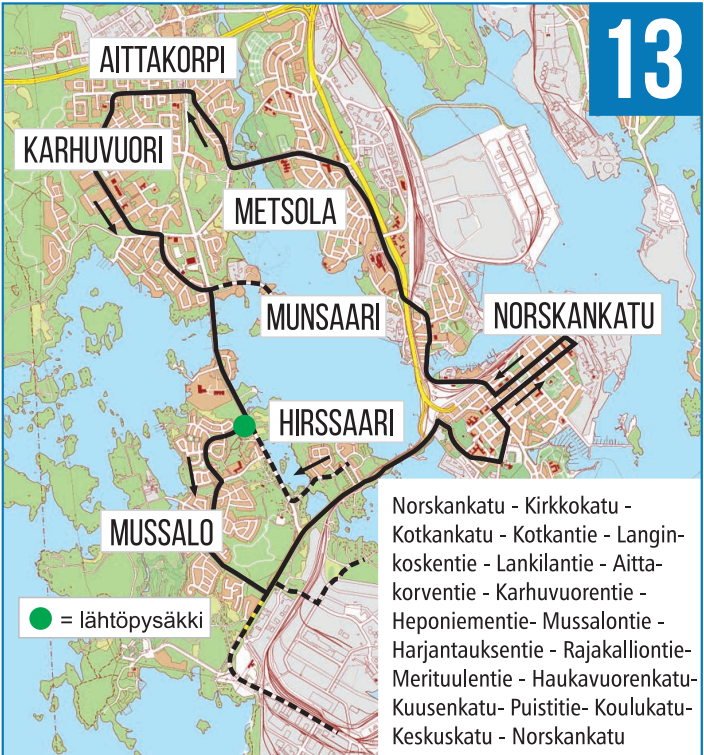 13
AITTAKORPI
KARHUVUORI
METSOLA
MUNSAARI
NORSKANKATU
HIRSSAARI
MUSSALO
= lähtöpysäkki
Norskankatu - Kirkkokatu -
Kotkankatu - Kotkantie - Langin-
koskentie - Lankilantie - Aitta-
korventie - Karhuvuorentie -
Heponiementie- Mussalontie -
Harjantauksentie - Rajakalliontie-
Merituulentie - Haukavuorenkatu-
Kuusenkatu- Puistitie- Koulukatu-
Keskuskatu - Norskankatu